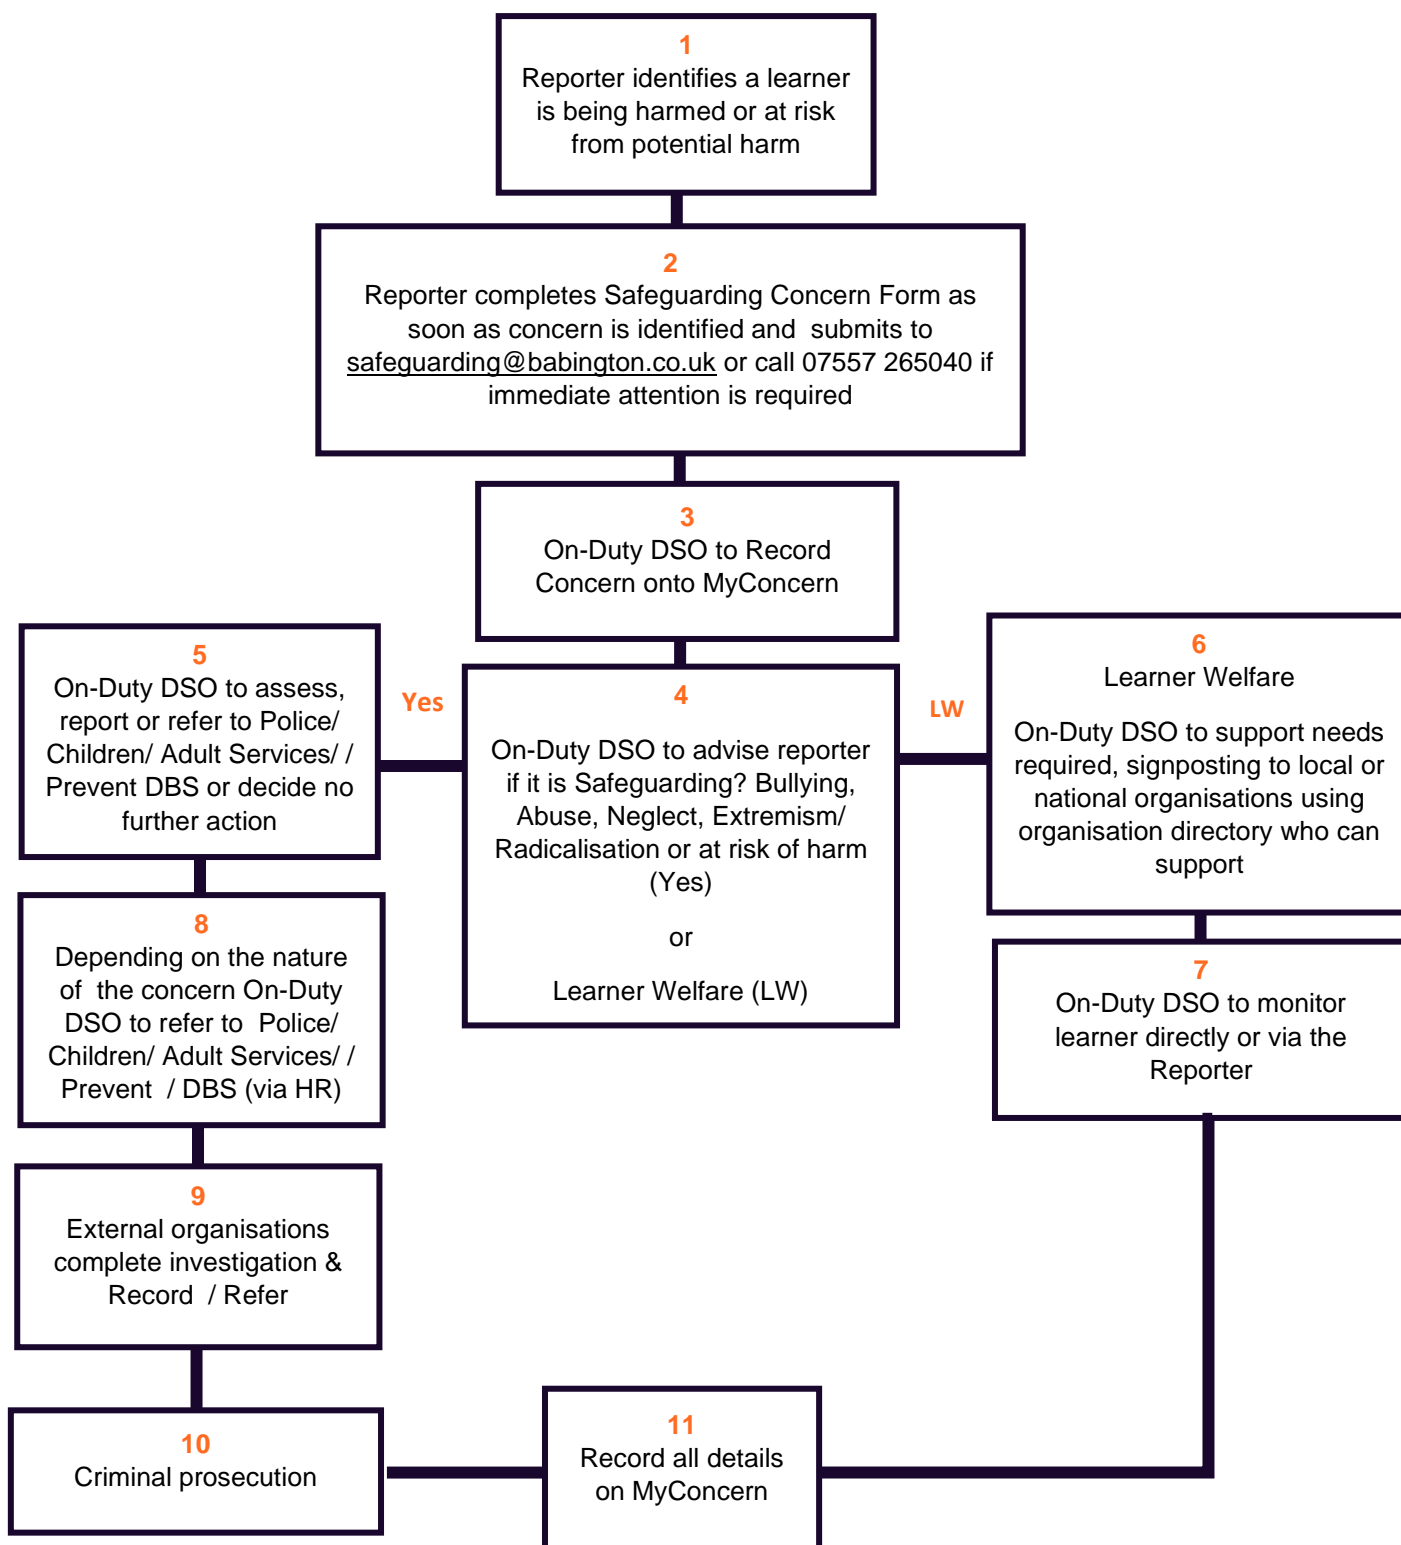 1
Reporter identifies a learner
is being harmed or at risk
from potential harm
2
Reporter completes Safeguarding Concern Form as
soon as concern is identified and  submits to
safeguarding@babington.co.uk or call 07557 265040 if
immediate attention is required
3
On-Duty DSO to Record
Concern onto MyConcern
5
On-Duty DSO to assess,
report or refer to Police/
Children/ Adult Services/ /
Prevent DBS or decide no
further action
Yes
4
On-Duty DSO to advise reporter
if it is Safeguarding? Bullying,
Abuse, Neglect, Extremism/
Radicalisation or at risk of harm
(Yes)
or
Learner Welfare (LW)
LW
6
Learner Welfare
On-Duty DSO to support needs
required, signposting to local or
national organisations using
organisation directory who can
support
8
Depending on the nature
of  the concern On-Duty
DSO to refer to  Police/
Children/ Adult Services/ /
Prevent  / DBS (via HR)
7
On-Duty DSO to monitor
learner directly or via the
Reporter
9
External organisations
complete investigation &
Record  / Refer
10
Criminal prosecution
11
Record all details
on MyConcern